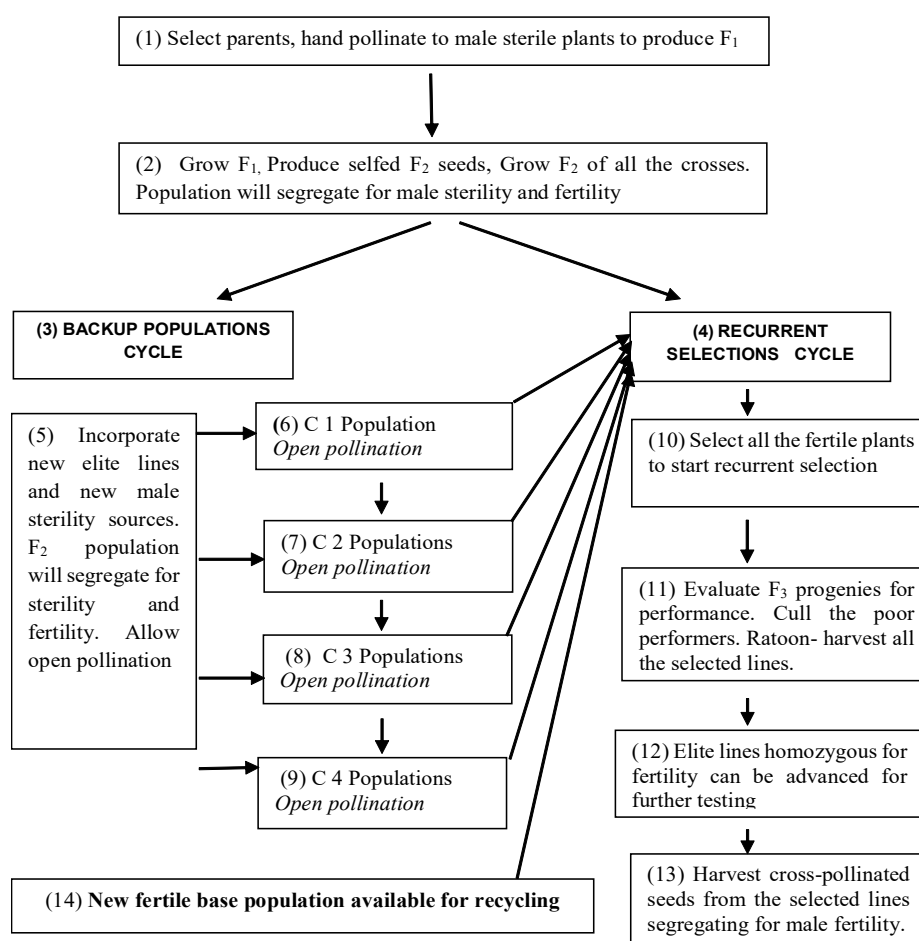 (1) Select parents, hand pollinate to male sterile plants to produce F₁
(2) Grow F₁, Produce selfed F₂ seeds, Grow F₂ of all the crosses.
Population will segregate for male sterility and fertility
(3) BACKUP POPULATIONS
CYCLE
(4) RECURRENT
SELECTIONS CYCLE
(5) Incorporate
new elite lines
and new male
sterility sources.
F₂ population
will segregate for
sterility and
fertility. Allow
open pollination
(6) C 1 Population
Open pollination
(7) C 2 Populations
Open pollination
(8) C 3 Populations
Open pollination
(9) C 4 Populations
Open pollination
(10) Select all the fertile plants
to start recurrent selection
(11) Evaluate F₃ progenies for
performance. Cull the poor
performers. Ratoon- harvest all
the selected lines.
(12) Elite lines homozygous for
fertility can be advanced for
further testing
(13) Harvest cross-pollinated
seeds from the selected lines
segregating for male fertility.
(14) New fertile base population available for recycling